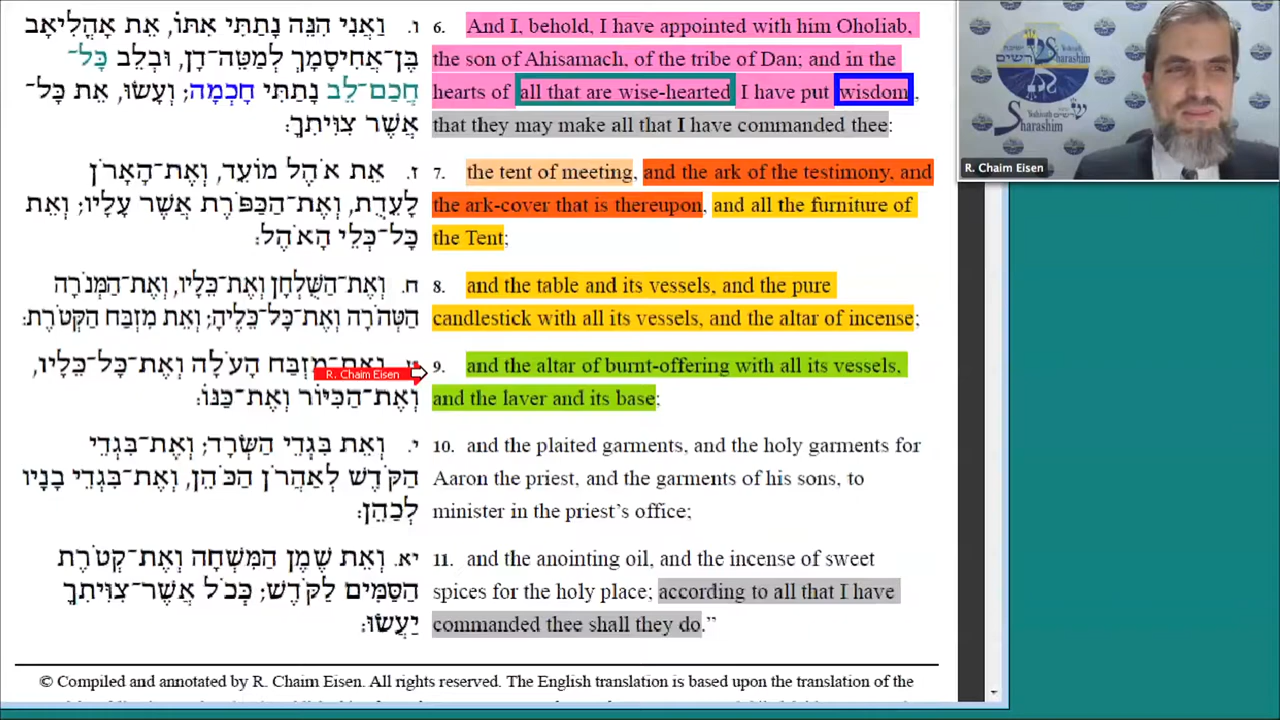 ו. וַאֲנִי הִנֵּה נָתַתִּי אִתּוֹ, אֵת אָהֳלִיאָב
בֶּן־אֲחִיסָמָךְ לְמַטֵּה־דָן, וּבְלֵב כָּל־
חֲכַם־לֵב נָתַתִּי חָכְמָה; וְעָשׂוּ, אֵת כָּל־
אֲשֶׁר צִוִּיתִךָ:
6. And I, behold, I have appointed with him Oholiab,
the son of Ahisamach, of the tribe of Dan; and in the
hearts of all that are wise-hearted I have put wisdom,
that they may make all that I have commanded thee:
ז. אֵת אֹהֶל מוֹעֵד, וְאֶת־הָאָרֹן
לָעֵדֻת, וְאֶת־הַכַּפֹּרֶת אֲשֶׁר עָלָיו; וְאֵת
כָּל־כְּלֵי הָאֹהֶל:
7. the tent of meeting, and the ark of the testimony, and
the ark-cover that is thereupon, and all the furniture of
the Tent;
ח. וְאֶת־הַשֻּׁלְחָן וְאֶת־כֵּלָיו, וְאֶת־הַמְּנֹרָה
הַטְּהֹרָה וְאֶת־כָּל־כֵּלֶיהָ; וְאֵת מִזְבַּח הַקְּטֹרֶת:
8. and the table and its vessels, and the pure
candlestick with all its vessels, and the altar of incense;
וְאֶת־מִזְבַּח הָעֹלָה וְאֶת־כָּל־כֵּלָיו,
וְאֶת־הַכִּיּוֹר וְאֶת־כַּנּוֹ:
R. Chaim Eisen
9. and the altar of burnt-offering with all its vessels,
and the laver and its base;
י. וְאֵת בִּגְדֵי הַשְּׂרָד; וְאֶת־בִּגְדֵי
הַקֹּדֶשׁ לְאַהֲרֹן הַכֹּהֵן, וְאֶת־בִּגְדֵי בָנָיו
לְכַהֵן:
10. and the plaited garments, and the holy garments for
Aaron the priest, and the garments of his sons, to
minister in the priest’s office;
יא. וְאֵת שֶׁמֶן הַמִּשְׁחָה וְאֶת־קְטֹרֶת
הַסַּמִּים לַקֹּדֶשׁ; כְּכֹל אֲשֶׁר־צִוִּיתִךָ
יַעֲשׂוּ:
11. and the anointing oil, and the incense of sweet
spices for the holy place; according to all that I have
commanded thee shall they do.”
© Compiled and annotated by R. Chaim Eisen. All rights reserved. The English translation is based upon the translation of the
Yeshivath
Sharashim
R. Chaim Eisen